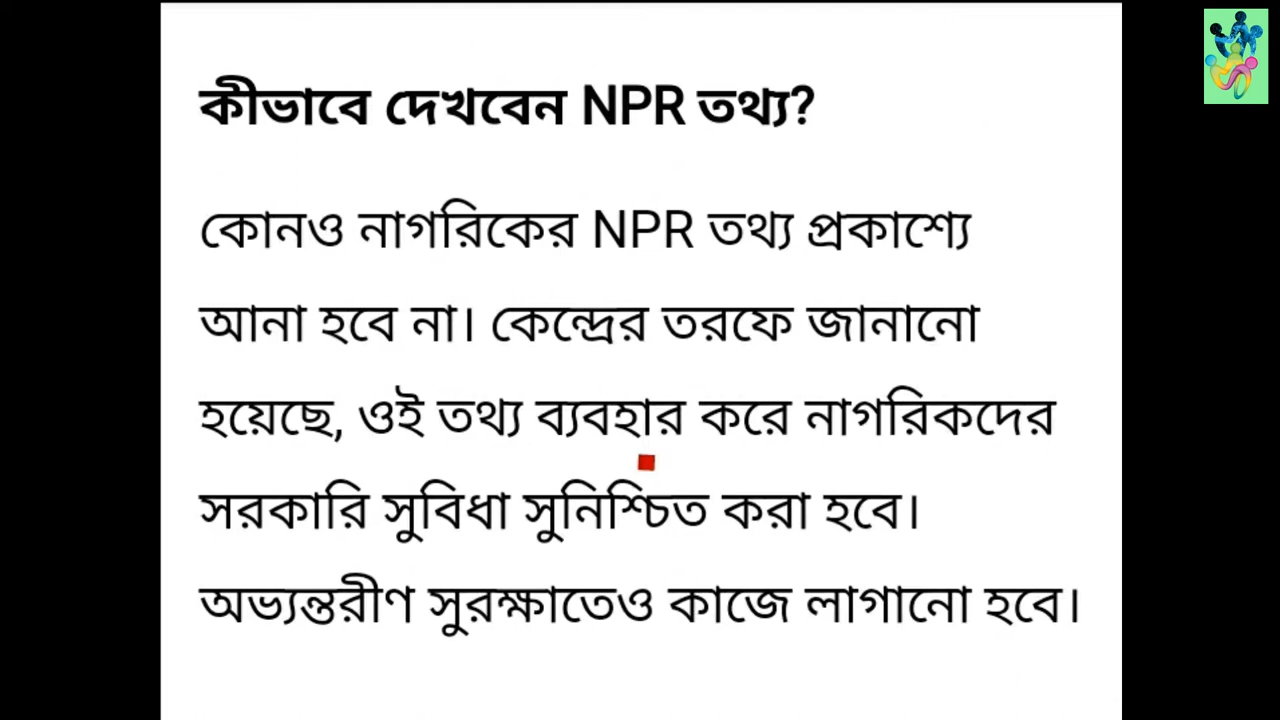 কীভাবে দেখবেন NPR তথ্য?
কোনও নাগরিকের NPR তথ্য প্রকাশ্যে
আনা হবে না। কেন্দ্রের তরফে জানানো
হয়েছে, ওই তথ্য ব্যবহার করে নাগরিকদের
সরকারি সুবিধা সুনিশ্চিত করা হবে।
অভ্যন্তরীণ সুরক্ষাতেও কাজে লাগানো হবে।